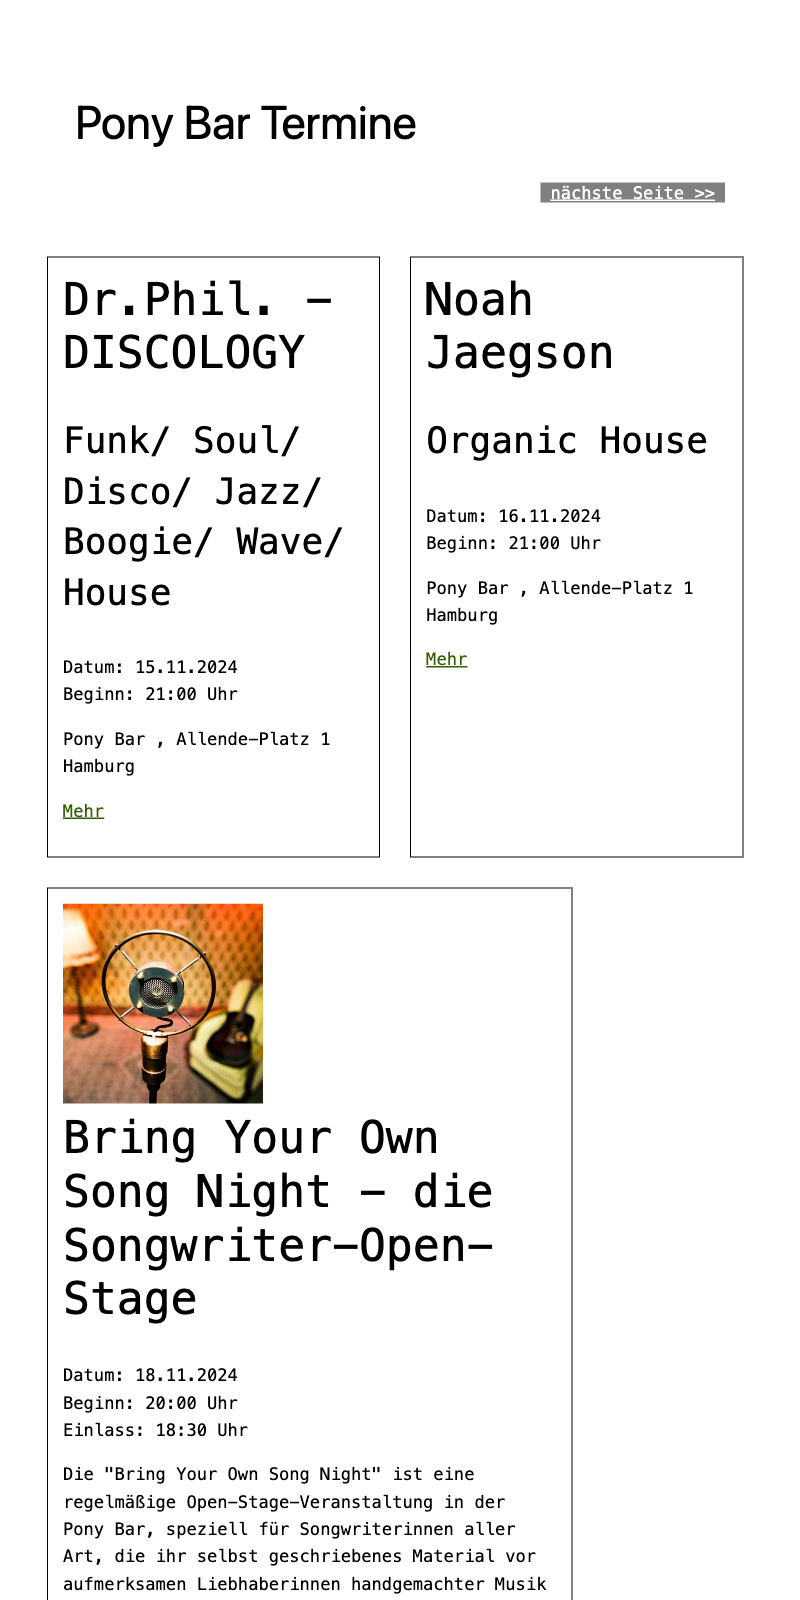 Pony Bar Termine
nächste Seite >>
Dr.Phil. –
DISCOLOGY
Funk/ Soul/
Disco/ Jazz/
Boogie/ Wave/
House
Datum: 15.11.2024
Beginn: 21:00 Uhr
Pony Bar , Allende–Platz 1
Hamburg
Mehr
Noah
Jaegson
Organic House
Datum: 16.11.2024
Beginn: 21:00 Uhr
Pony Bar , Allende–Platz 1
Hamburg
Mehr
Bring Your Own
Song Night – die
Songwriter–Open–
Stage
Datum: 18.11.2024
Beginn: 20:00 Uhr
Einlass: 18:30 Uhr
Die "Bring Your Own Song Night" ist eine
regelmäßige Open–Stage–Veranstaltung in der
Pony Bar, speziell für Songwriterinnen aller
Art, die ihr selbst geschriebenes Material vor
aufmerksamen Liebhaberinnen handgemachter Musik